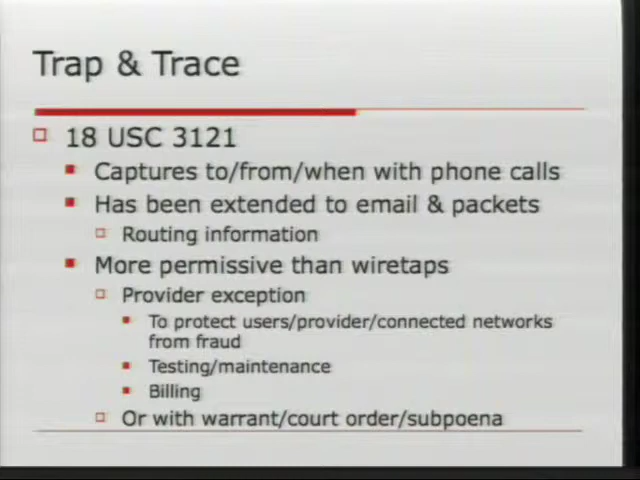 Trap & Trace
18 USC 3121
Captures to/from/when with phone calls
Has been extended to email & packets
Routing information
More permissive than wiretaps
Provider exception
To protect users/provider/connected networks
from fraud
Testing/maintenance
Billing
Or with warrant/court order/subpoena